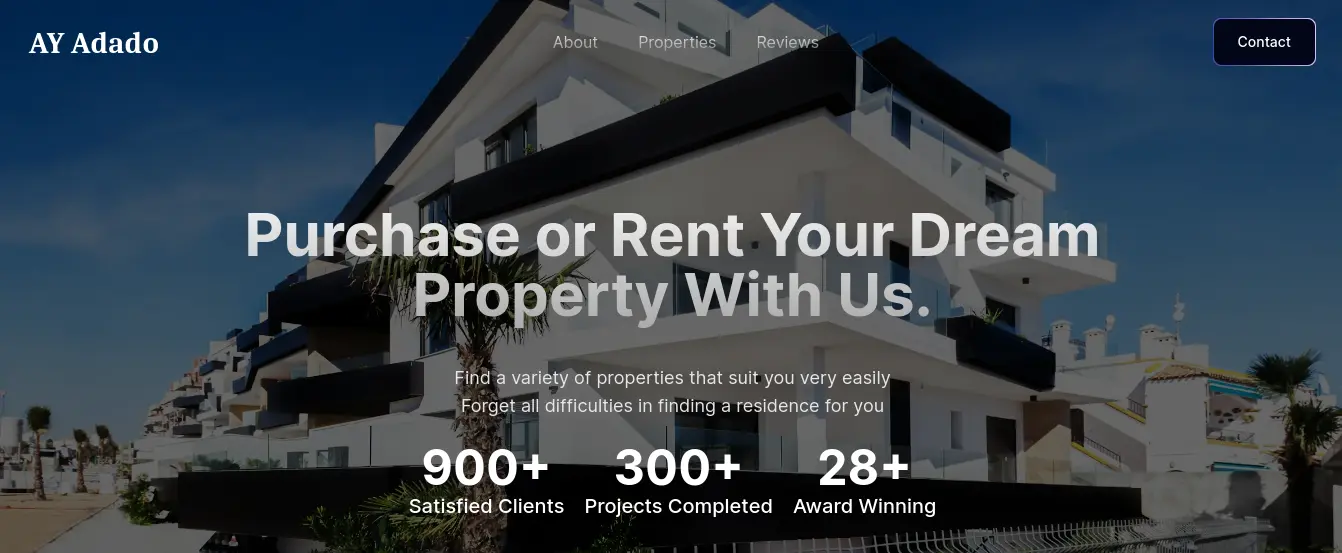 AY Adado
About Properties Reviews
Contact
Purchase or Rent Your Dream
Property With Us.
Find a variety of properties that suit you very easily
Forget all difficulties in finding a residence for you
900+ 300+ 28+
Satisfied Clients Projects Completed Award Winning